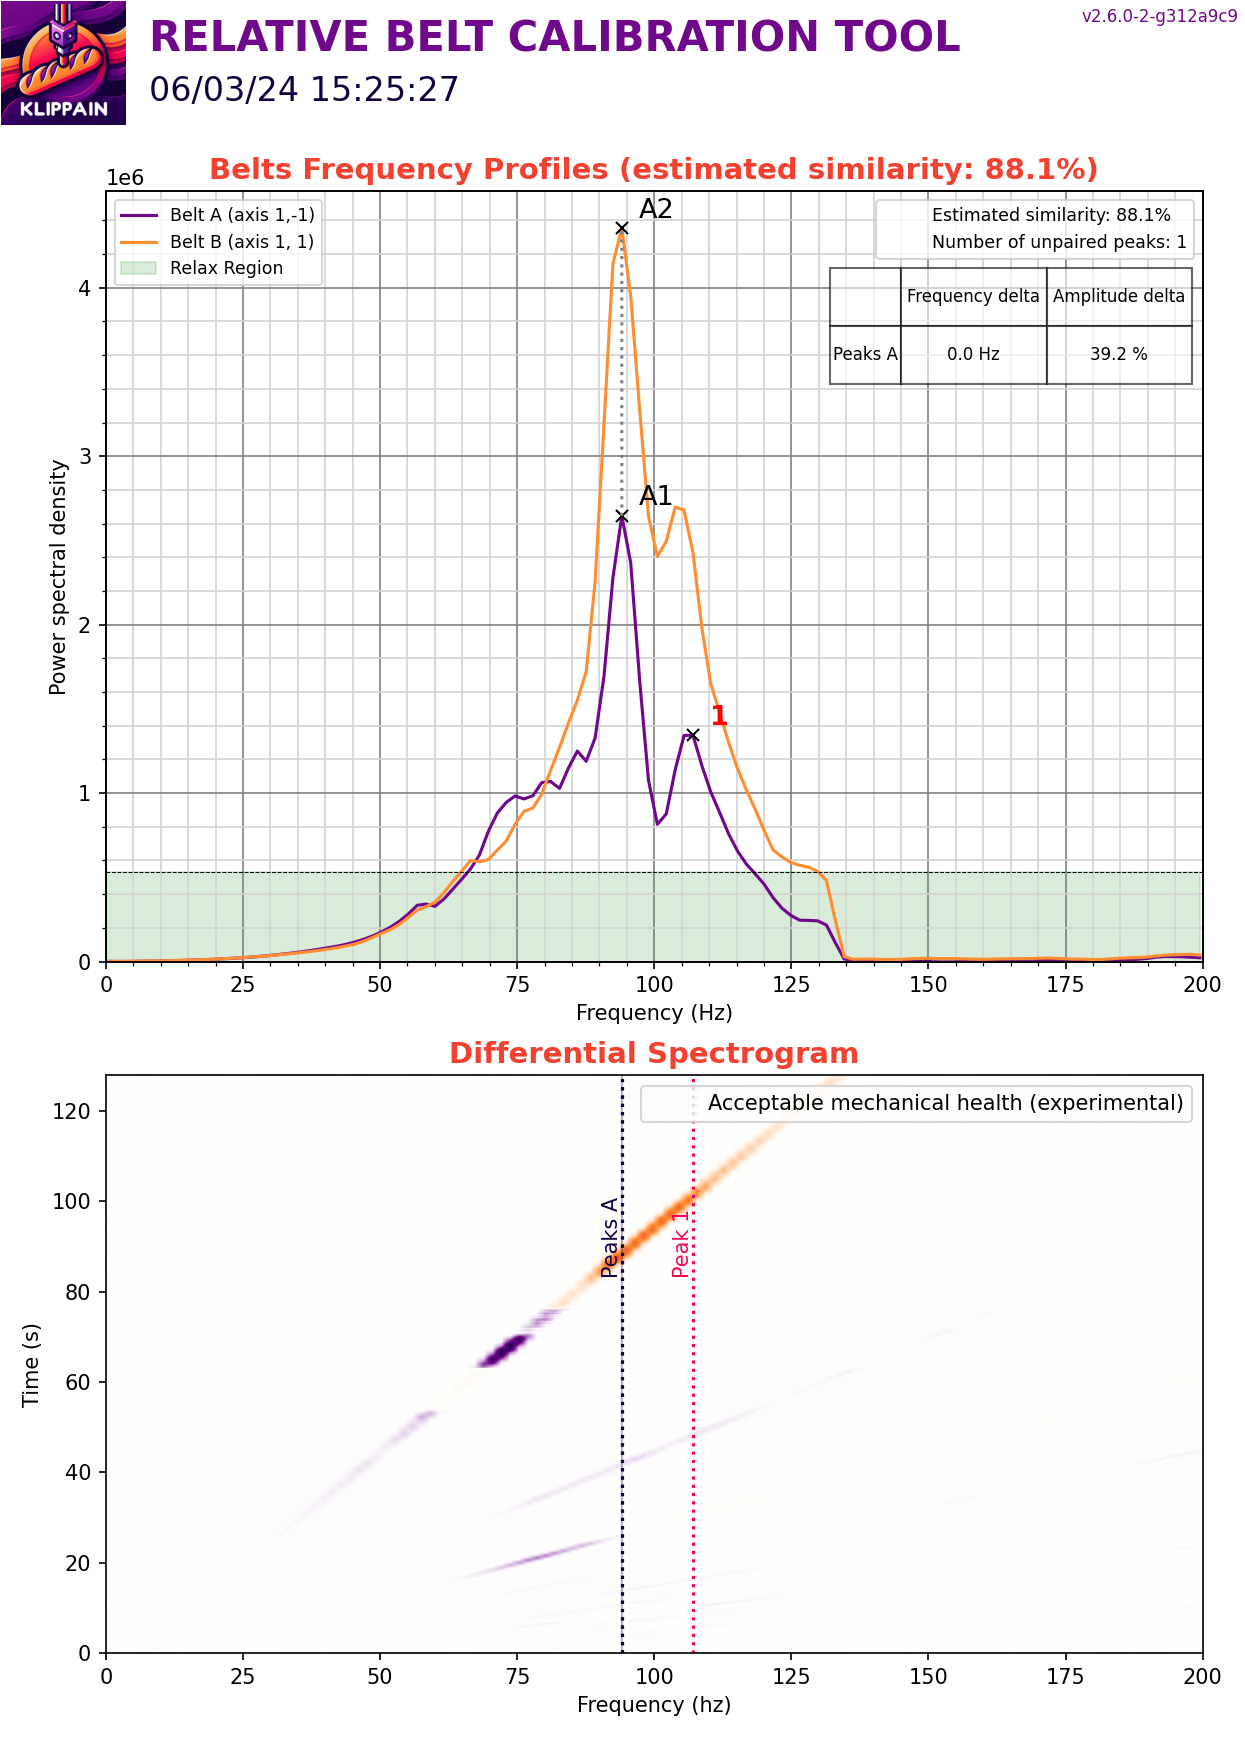 KLIPPAIN
RELATIVE BELT CALIBRATION TOOL
06/03/24 15:25:27
v2.6.0-2-g312a9c9
Belts Frequency Profiles (estimated similarity: 88.1%)
1e6
Belt A (axis 1,-1)
Belt B (axis 1, 1)
Relax Region
A2
Estimated similarity: 88.1%
Number of unpaired peaks: 1
Frequency delta Amplitude delta
Peaks A 0.0 Hz 39.2 %
A1
1
4
3
2
1
0
Power spectral density
0 25 50 75 100 125 150 175 200
Frequency (Hz)
Differential Spectrogram
Acceptable mechanical health (experimental)
Peaks A
Peak 1
120
100
80
60
40
20
0
Time (s)
0 25 50 75 100 125 150 175 200
Frequency (hz)